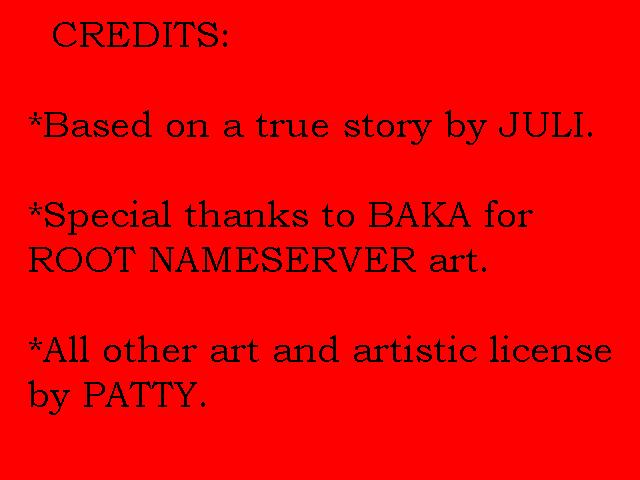 CREDITS:
*Based on a true story by JULI.
*Special thanks to BAKA for
ROOT NAMESERVER art.
*All other art and artistic license
by PATTY.